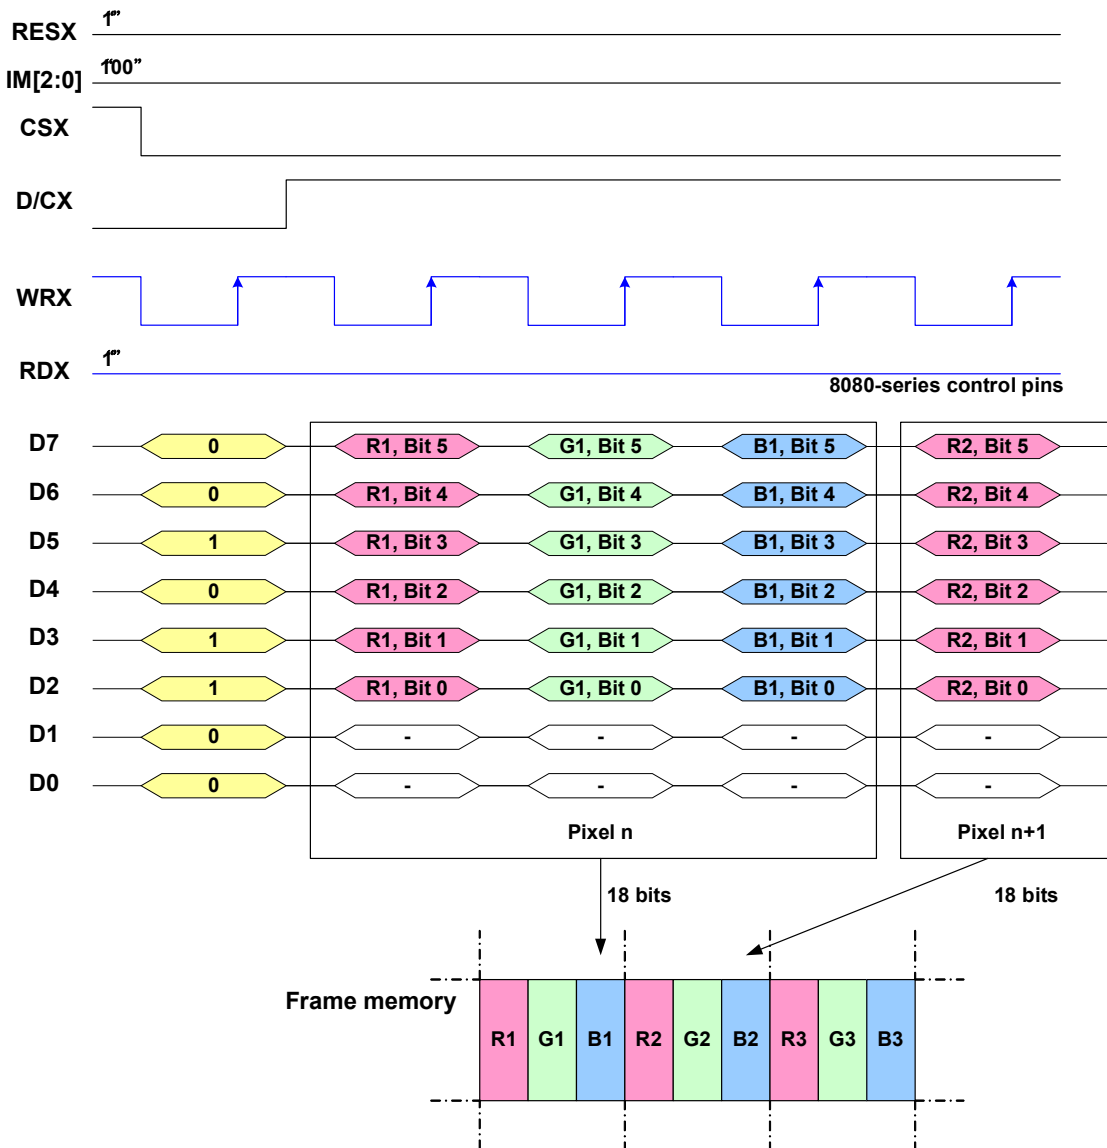 RESX 1"
IM[2:0] "100"
CSX
D/CX
WRX
RDX 1"
8080-series control pins
D7 0 R1, Bit 5 G1, Bit 5 B1, Bit 5 R2, Bit 5
D6 0 R1, Bit 4 G1, Bit 4 B1, Bit 4 R2, Bit 4
D5 1 R1, Bit 3 G1, Bit 3 B1, Bit 3 R2, Bit 3
D4 0 R1, Bit 2 G1, Bit 2 B1, Bit 2 R2, Bit 2
D3 1 R1, Bit 1 G1, Bit 1 B1, Bit 1 R2, Bit 1
D2 1 R1, Bit 0 G1, Bit 0 B1, Bit 0 R2, Bit 0
D1 0 - - - -
D0 0 - - - -
Pixel n Pixel n+1
18 bits 18 bits
Frame memory
R1 G1 B1 R2 G2 B2 R3 G3 B3